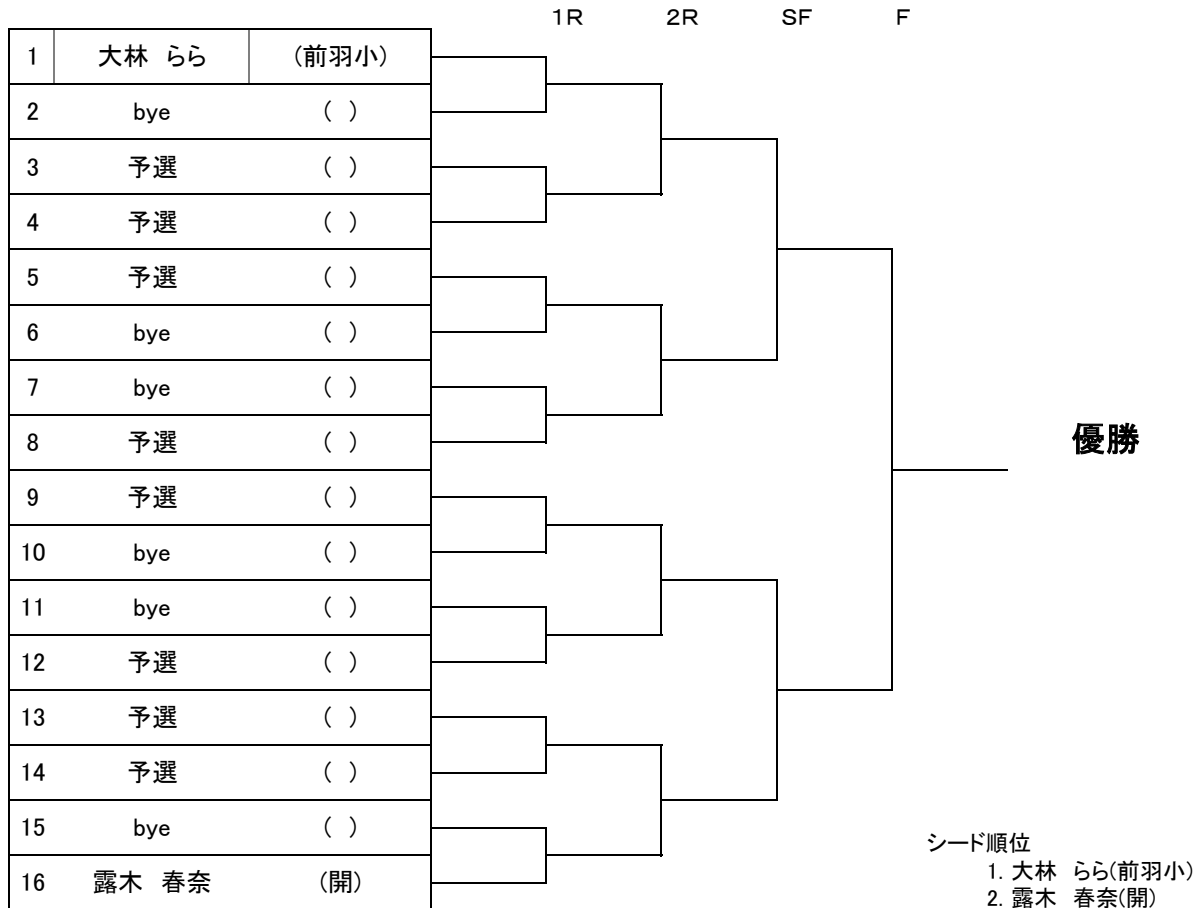 1R 2R SF F
1 大林 らら (前羽小)
2 bye ( )
3 予選 ( )
4 予選 ( )
5 予選 ( )
6 bye ( )
7 bye ( )
8 予選 ( )
優勝
9 予選 ( )
10 bye ( )
11 bye ( )
12 予選 ( )
13 予選 ( )
14 予選 ( )
15 bye ( )
16 露木 春奈 (開)
シード順位
1. 大林 らら(前羽小)
2. 露木 春奈(開)